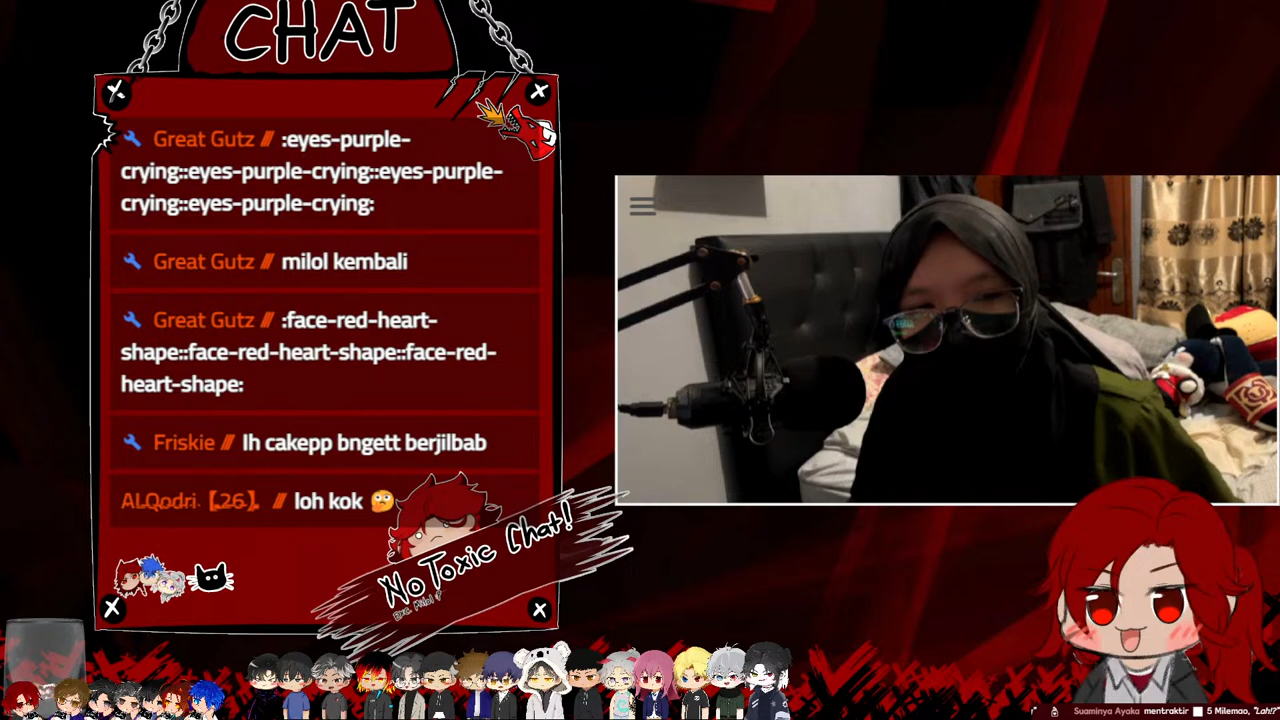 CHAT
Great Gutz // :eyes-purple-
crying::eyes-purple-crying::eyes-purple-
crying::eyes-purple-crying:
Great Gutz // milol kembali
Great Gutz // :face-red-heart-
shape::face-red-heart-shape::face-red-
heart-shape:
Friskie // Ih cakepp bngett berjilbab
ALQodri【26】. // loh kok
No Toxic Chat!
Suaminya Ayaka mentraktir 5 Milemao, "Lah!?"